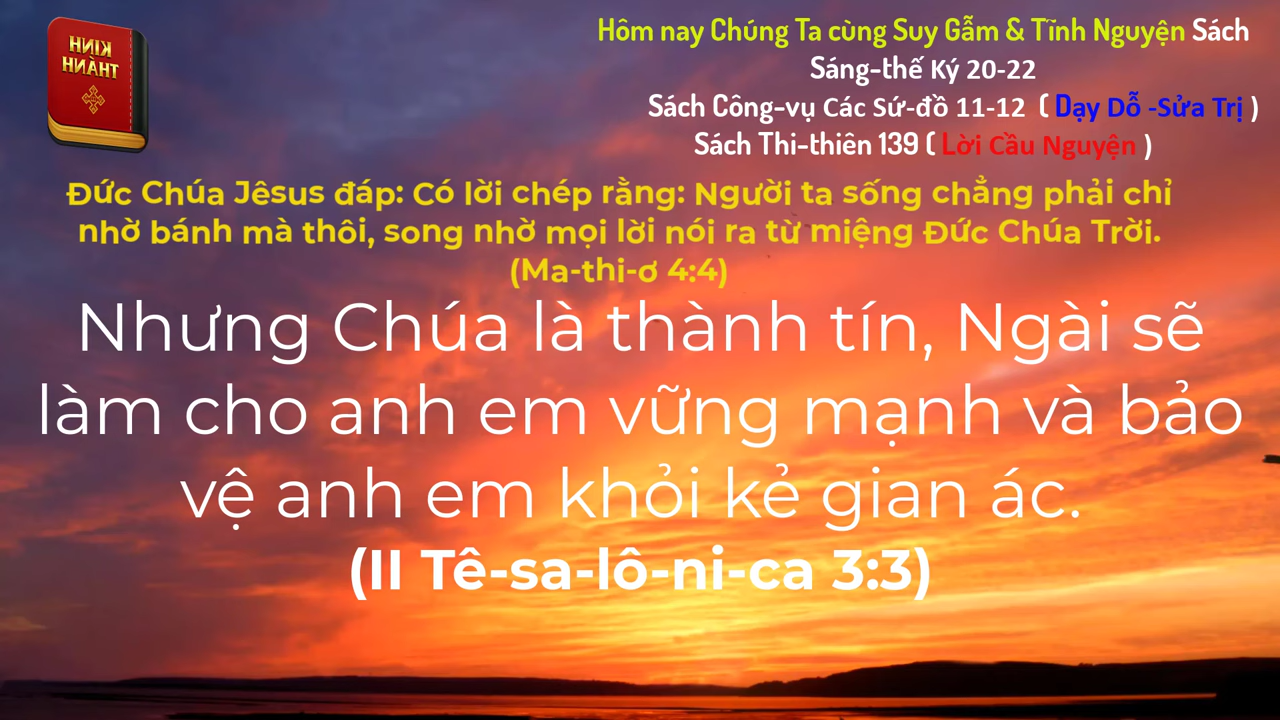 KINH
THÀNH
Hôm nay Chúng Ta cùng Suy Gẫm & Tĩnh Nguyện Sách
Sáng-thế Ký 20-22
Sách Công-vụ Các Sứ-đồ 11-12 ( Dạy Dỗ -Sửa Trị )
Sách Thi-thiên 139 ( Lời Cầu Nguyện )
Đức Chúa Jêsus đáp: Có lời chép rằng: Người ta sống chẳng phải chỉ
nhờ bánh mà thôi, song nhờ mọi lời nói ra từ miệng Đức Chúa Trời.
(Ma-thi-ơ 4:4)
Nhưng Chúa là thành tín, Ngài sẽ
làm cho anh em vững mạnh và bảo
vệ anh em khỏi kẻ gian ác.
(II Tê-sa-lô-ni-ca 3:3)